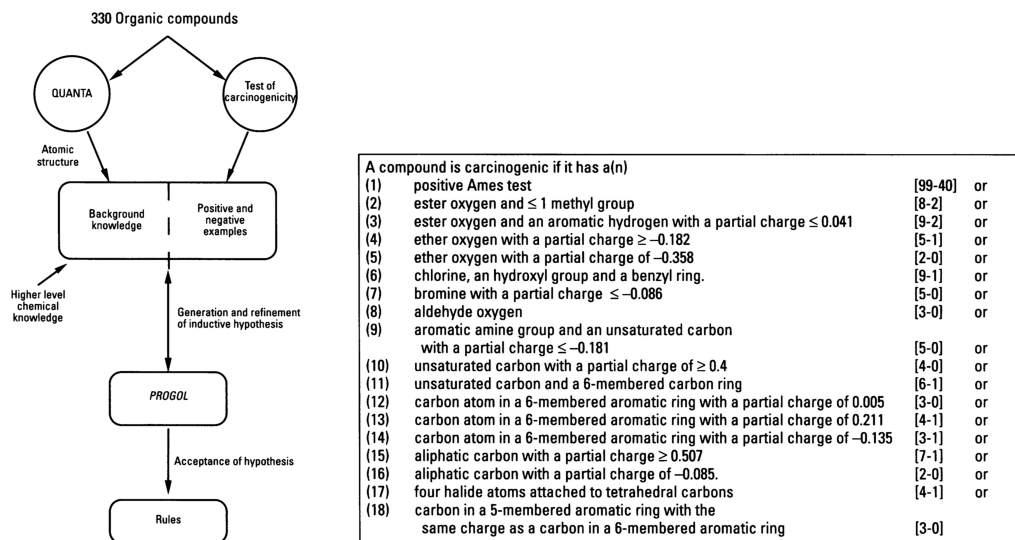 330 Organic compounds
QUANTA
Test of
carcinogenicity
Atomic
structure
Background
knowledge
Positive and
negative
examples
Higher level
chemical
knowledge
Generation and refinement
of inductive hypothesis
PROGOL
Acceptance of hypothesis
Rules
A compound is carcinogenic if it has a(n)
(1) positive Ames test [99-40] or
(2) ester oxygen and ≤ 1 methyl group [8-2] or
(3) ester oxygen and an aromatic hydrogen with a partial charge ≤ 0.041 [9-2] or
(4) ether oxygen with a partial charge ≥ –0.182 [5-1] or
(5) ether oxygen with a partial charge of –0.358 [2-0] or
(6) chlorine, an hydroxyl group and a benzyl ring. [9-1] or
(7) bromine with a partial charge ≤ –0.086 [5-0] or
(8) aldehyde oxygen [3-0] or
(9) aromatic amine group and an unsaturated carbon
with a partial charge ≤ –0.181 [5-0] or
(10) unsaturated carbon with a partial charge of ≥ 0.4 [4-0] or
(11) unsaturated carbon and a 6-membered carbon ring [6-1] or
(12) carbon atom in a 6-membered aromatic ring with a partial charge of 0.005 [3-0] or
(13) carbon atom in a 6-membered aromatic ring with a partial charge of 0.211 [4-1] or
(14) carbon atom in a 6-membered aromatic ring with a partial charge of –0.135 [3-1] or
(15) aliphatic carbon with a partial charge ≥ 0.507 [7-1] or
(16) aliphatic carbon with a partial charge of –0.085. [2-0] or
(17) four halide atoms attached to tetrahedral carbons [4-1] or
(18) carbon in a 5-membered aromatic ring with the
same charge as a carbon in a 6-membered aromatic ring [3-0]